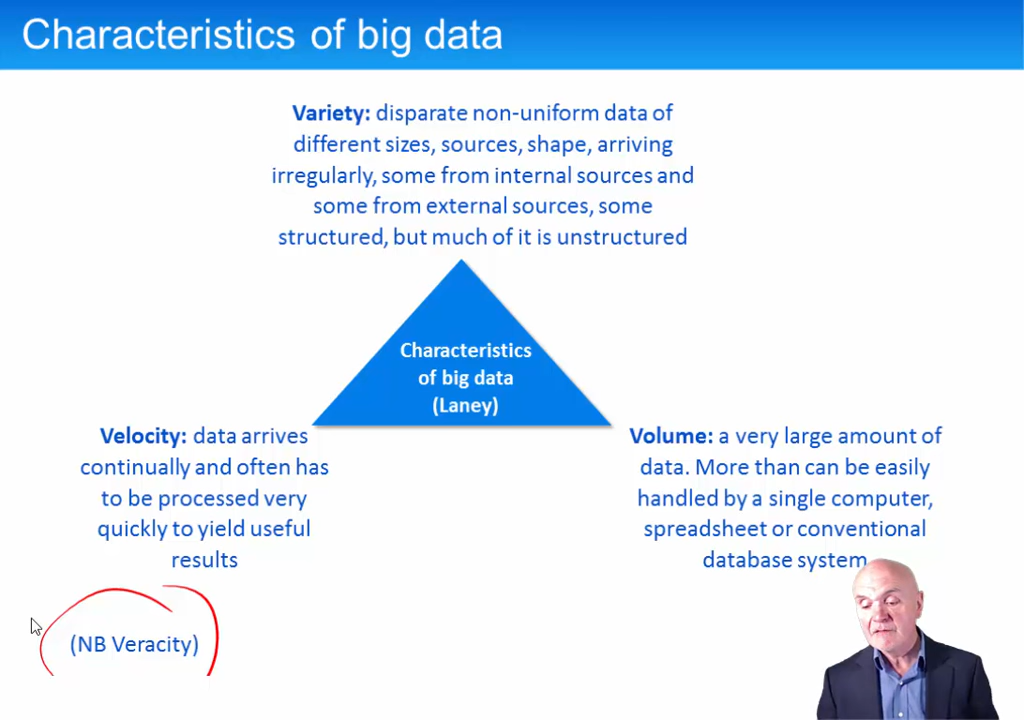 Characteristics of big data
Variety: disparate non-uniform data of
different sizes, sources, shape, arriving
irregularly, some from internal sources and
some from external sources, some
structured, but much of it is unstructured
Characteristics
of big data
(Laney)
Velocity: data arrives
continually and often has
to be processed very
quickly to yield useful
results
Volume: a very large amount of
data. More than can be easily
handled by a single computer,
spreadsheet or conventional
database system
(NB Veracity)